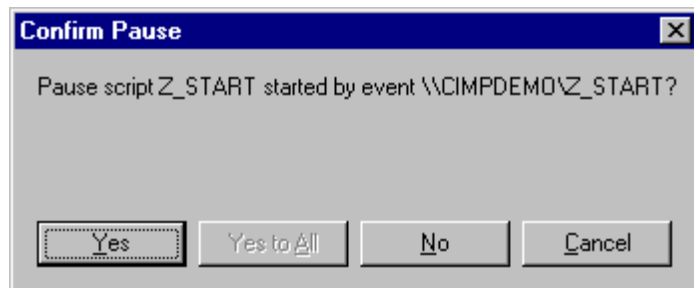 Confirm Pause
Pause script Z_START started by event \\CIMPDEMO\Z_START?
Yes Yes to All No Cancel